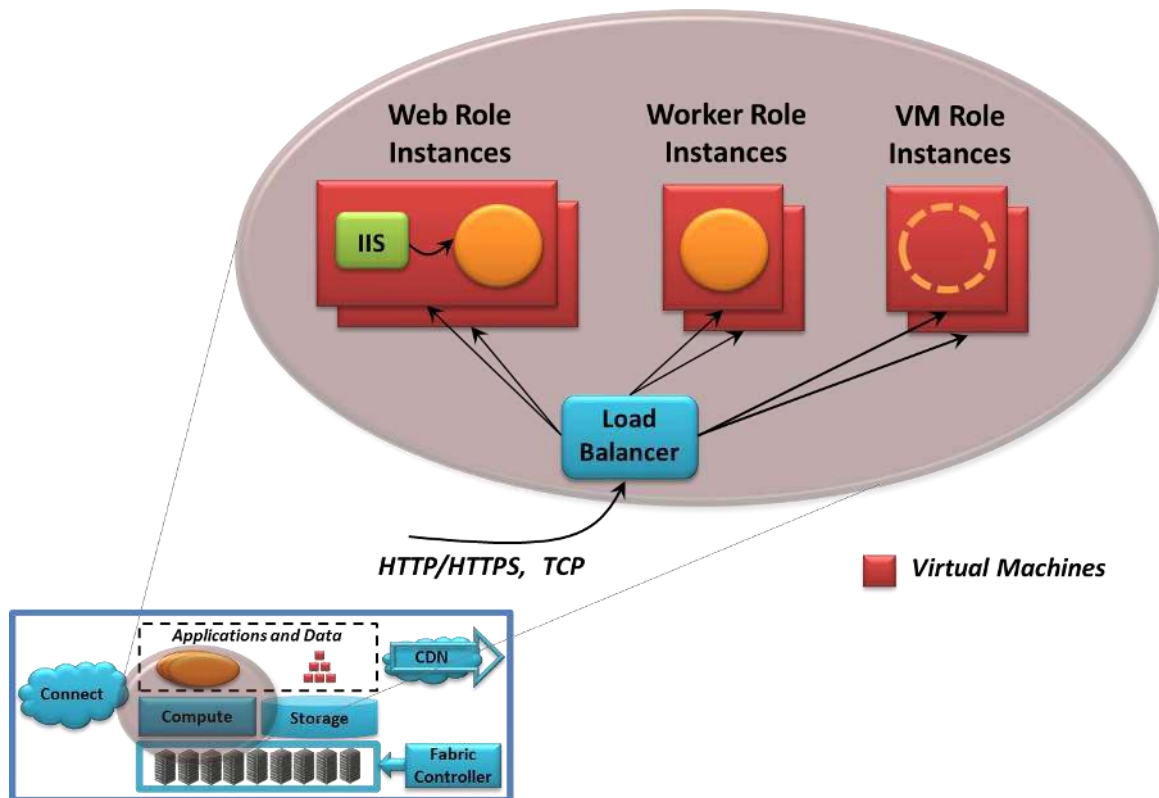 Web Role
Instances
Worker Role
Instances
VM Role
Instances
IIS
Load
Balancer
HTTP/HTTPS, TCP
Virtual Machines
Applications and Data
CDN
Connect
Compute
Storage
Fabric
Controller